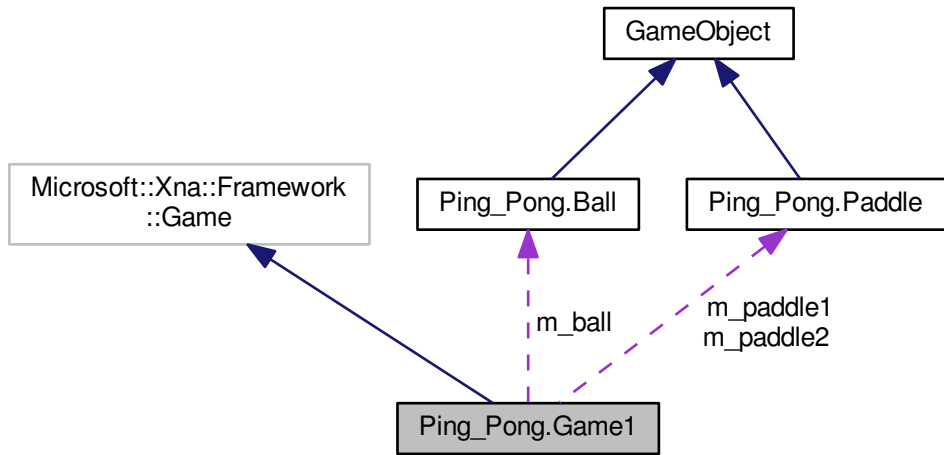 GameObject
Microsoft::Xna::Framework
::Game
Ping_Pong.Ball
Ping_Pong.Paddle
m_ball
m_paddle1
m_paddle2
Ping_Pong.Game1